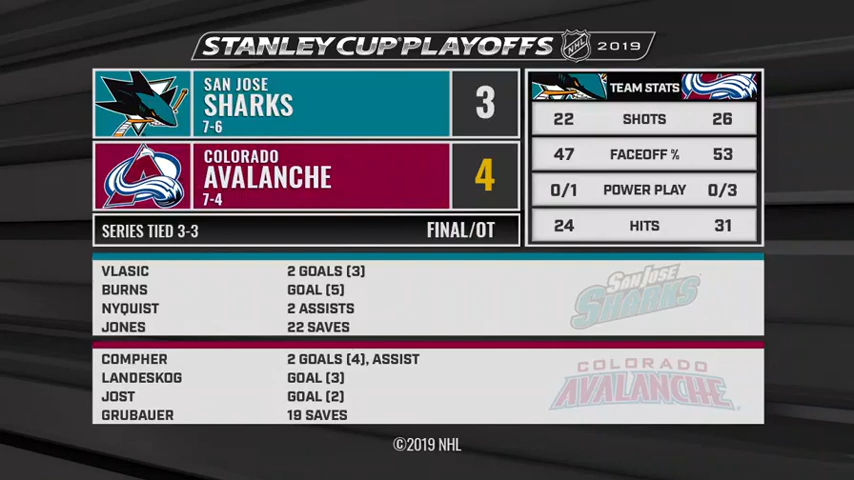 STANLEY CUP PLAYOFFS NHL 2019
SAN JOSE
SHARKS
7-6
3
COLORADO
AVALANCHE
7-4
4
SERIES TIED 3-3 FINAL/OT
TEAM STATS
22 SHOTS 26
47 FACEOFF % 53
0/1 POWER PLAY 0/3
24 HITS 31
VLASIC 2 GOALS (3)
BURNS GOAL (5)
NYQUIST 2 ASSISTS
JONES 22 SAVES
SAN JOSE
SHARKS
COMPHER 2 GOALS (4), ASSIST
LANDESKOG GOAL (3)
JOST GOAL (2)
GRUBAUER 19 SAVES
COLORADO
AVALANCHE
©2019 NHL